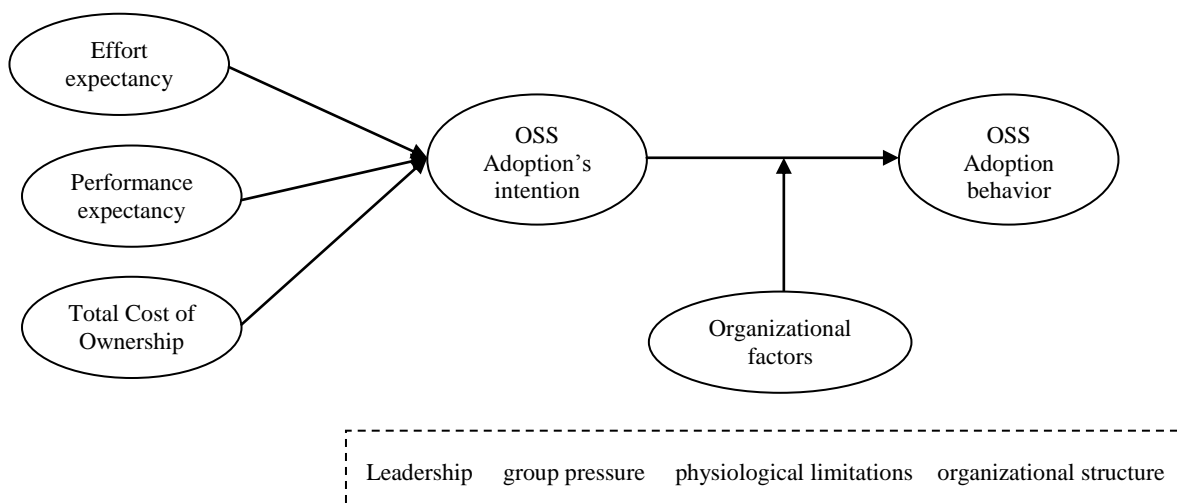 Effort
expectancy
Performance
expectancy
Total Cost of
Ownership
OSS
Adoption’s
intention
OSS
Adoption
behavior
Organizational
factors
Leadership group pressure physiological limitations organizational structure